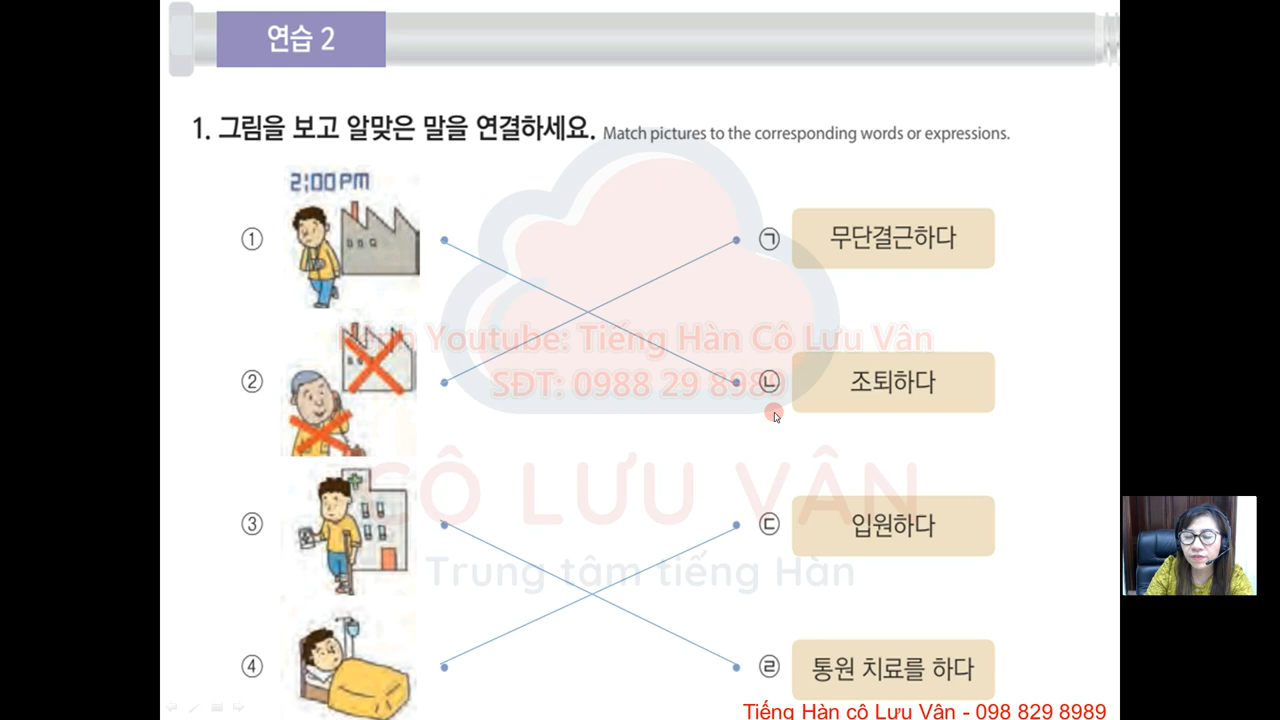 연습 2
1. 그림을 보고 알맞은 말을 연결하세요. Match pictures to the corresponding words or expressions.
2:00 PM
① ㉠ 무단결근하다
Youtube: Tiếng Hàn Cô Lưu Vân
SĐT: 0988 29 8989
② ㉡ 조퇴하다
CÔ LƯU VÂN
③ ㉢ 입원하다
Trung tâm tiếng Hàn
④ ㉣ 통원 치료를 하다
Tiếng Hàn cô Lưu Vân - 098 829 8989